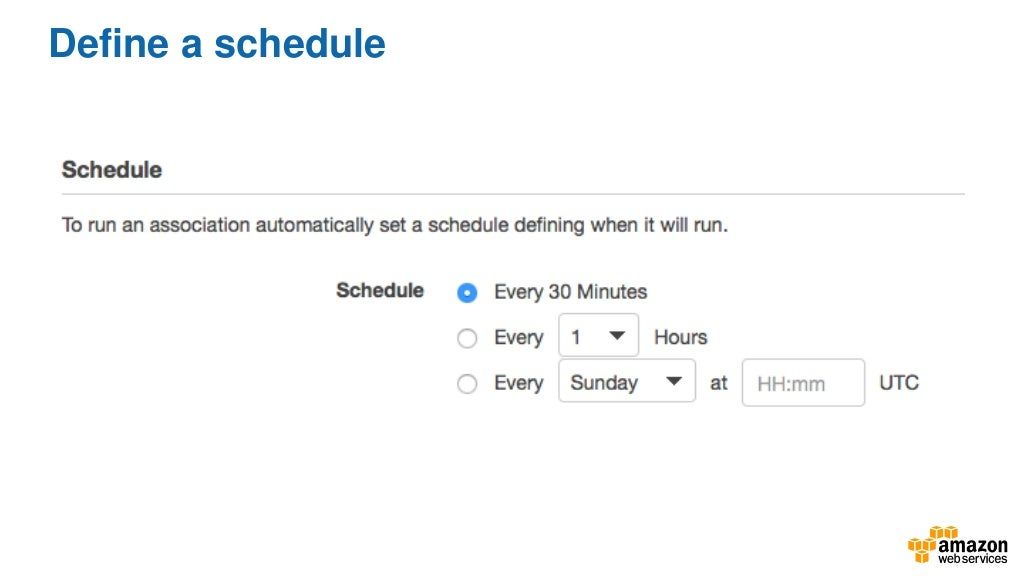 Define a schedule
Schedule
To run an association automatically set a schedule defining when it will run.
Schedule Every 30 Minutes
Every 1 Hours
Every Sunday at HH:mm UTC
amazon
webservices